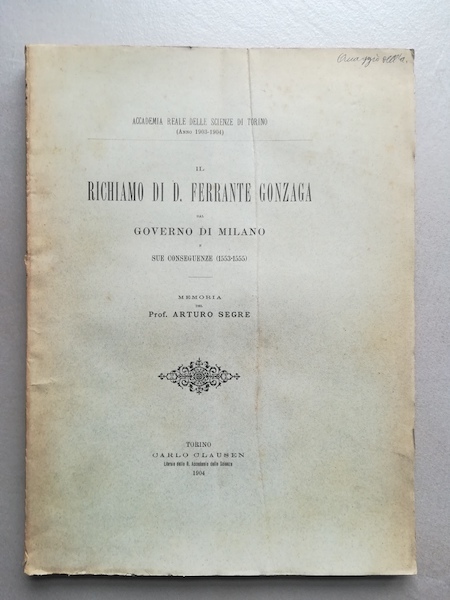 ACCADEMIA REALE DELLE SCIENZE DI TORINO
(ANNO 1903-1904)
IL
RICHIAMO DI D. FERRANTE GONZAGA
DAL
GOVERNO DI MILANO
E
SUE CONSEGUENZE (1553-1555)
MEMORIA
DEL
Prof. ARTURO SEGRE
TORINO
CARLO CLAUSEN
Libraio della R. Accademia delle Scienze
1904